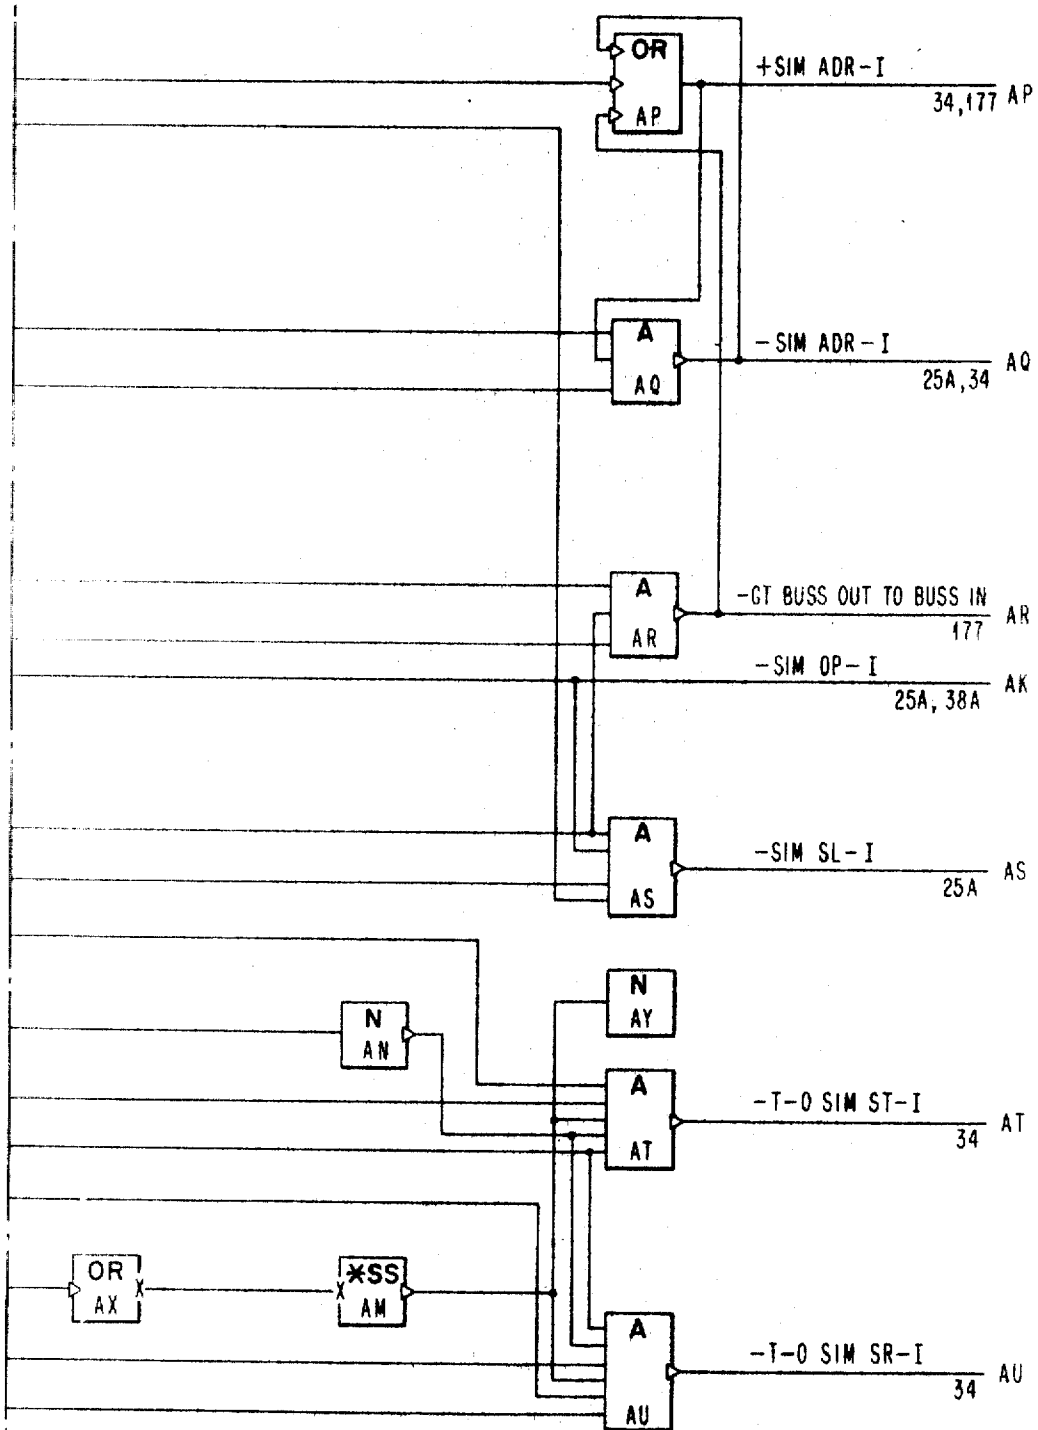 OR
AP
+SIM ADR-I
34,177 AP
A
AQ
-SIM ADR-I
25A,34 AQ
A
AR
-GT BUSS OUT TO BUSS IN
177 AR
-SIM OP-I
25A, 38A AK
A
AS
-SIM SL-I
25A AS
N
AY
N
AN
A
AT
-T-O SIM ST-I
34 AT
OR
AX
X
X
*SS
AM
A
AU
-T-O SIM SR-I
34 AU